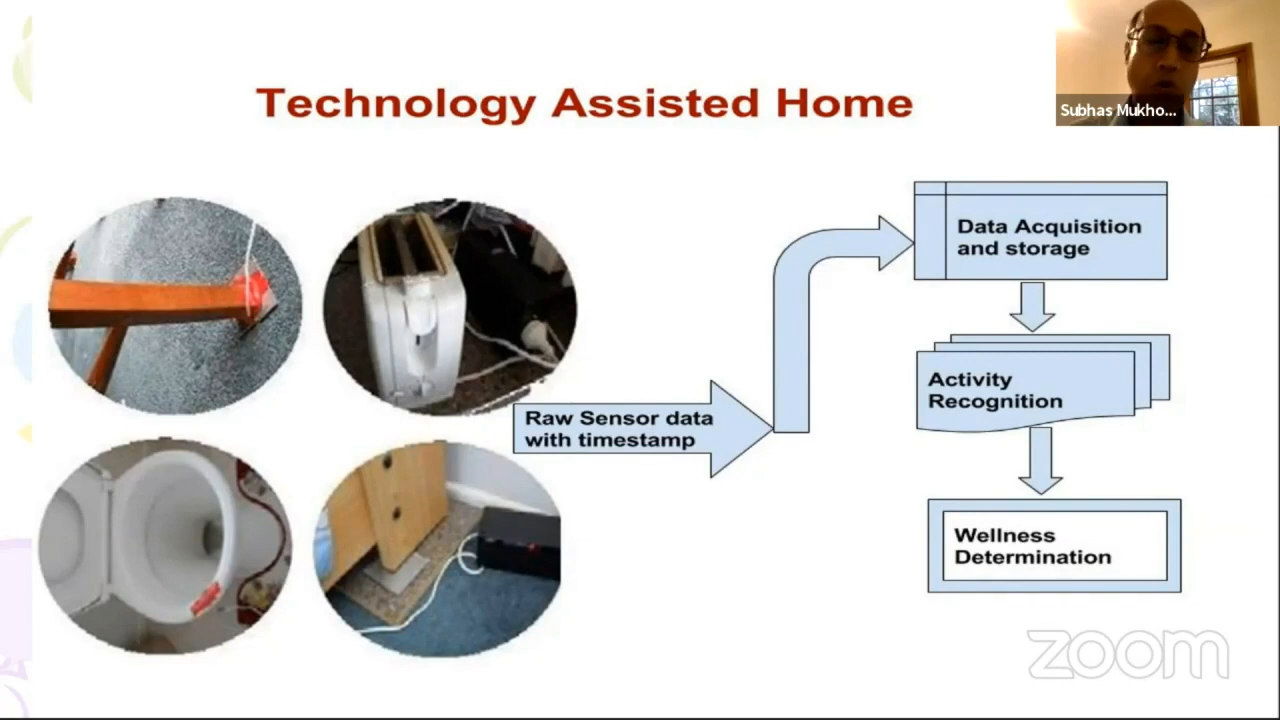 Technology Assisted Home
Subhas Mukho...
Data Acquisition
and storage
Raw Sensor data
with timestamp
Activity
Recognition
Wellness
Determination
zoom